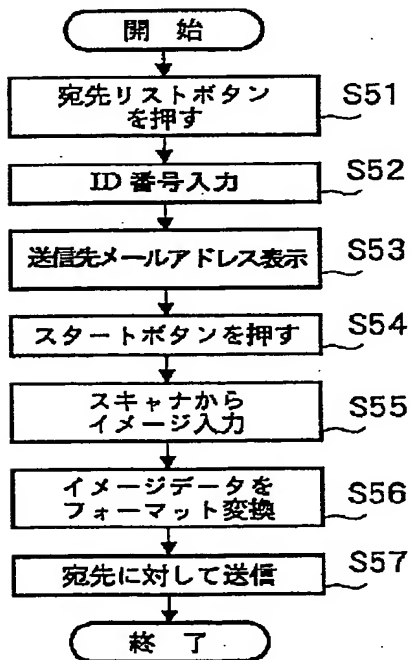 開 始
宛先リストボタン
を押す
S51
ID 番号入力
S52
送信先メールアドレス表示
S53
スタートボタンを押す
S54
スキャナから
イメージ入力
S55
イメージデータを
フォーマット変換
S56
宛先に対して送信
S57
終 了